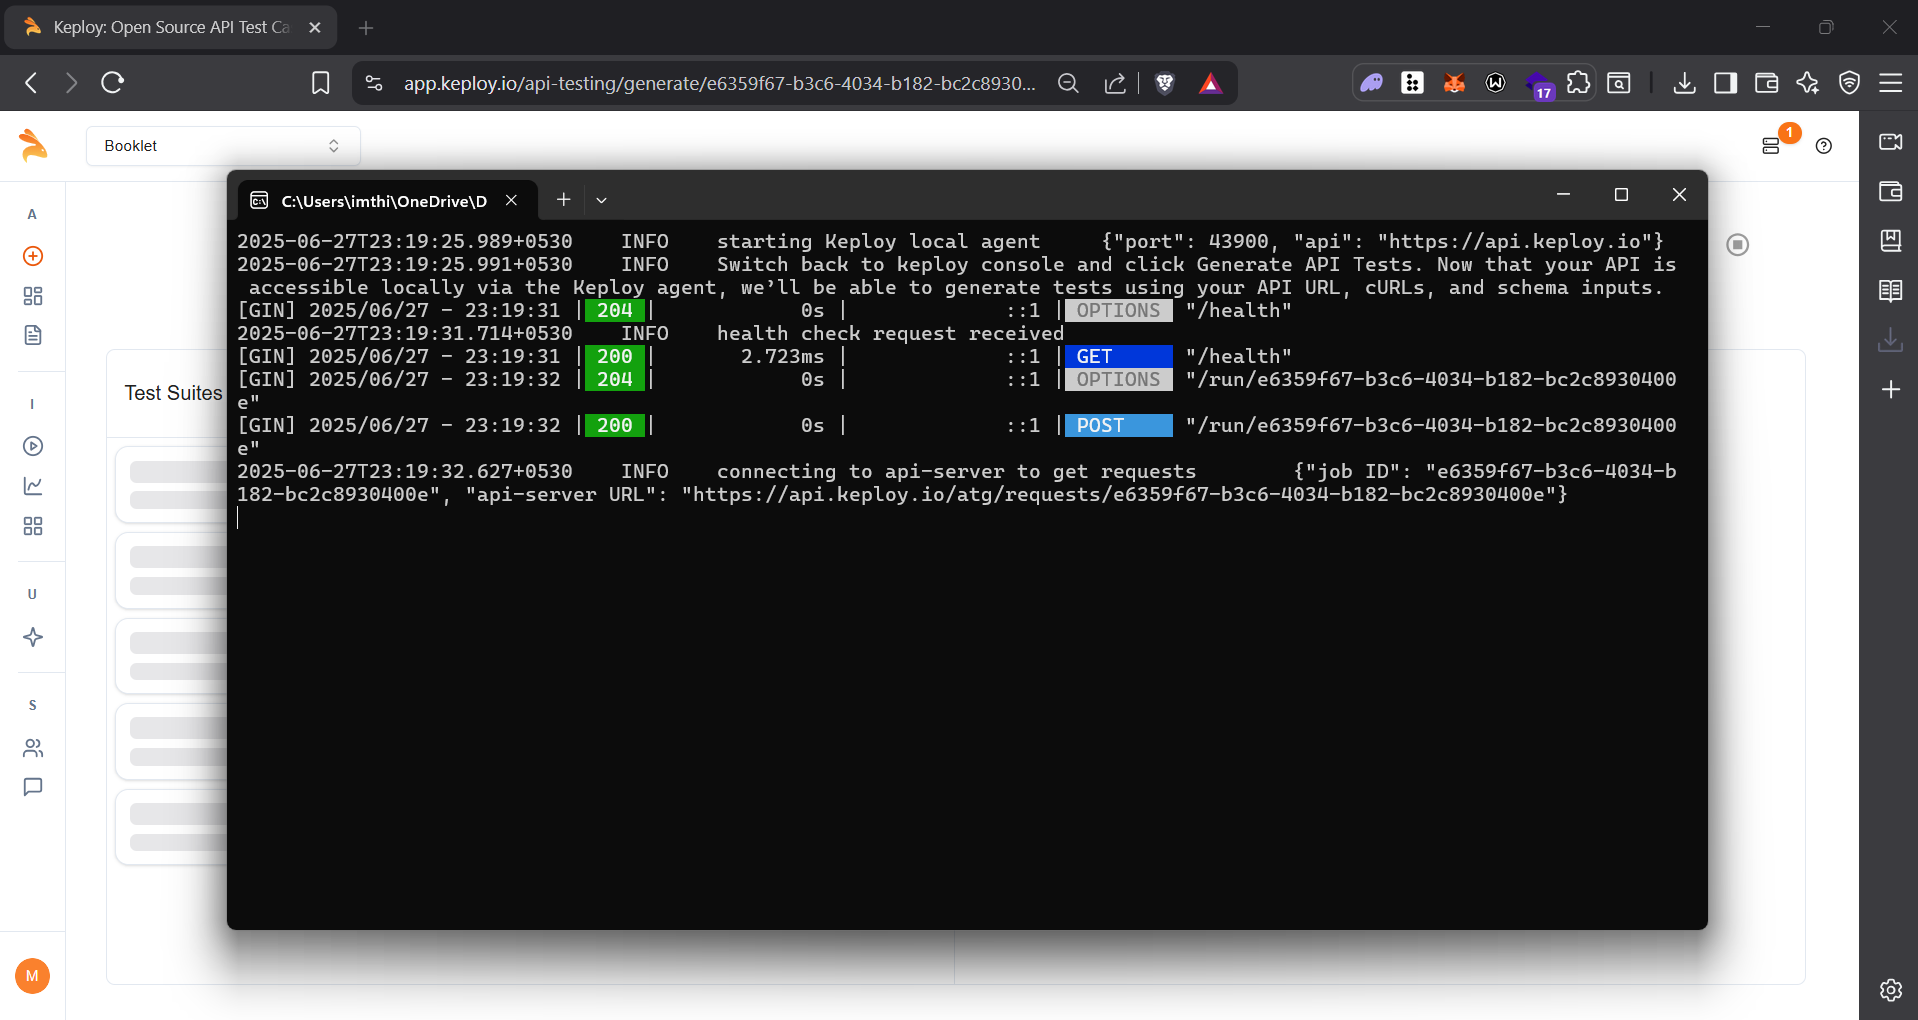 Keploy: Open Source API Test Ca
app.keploy.io/api-testing/generate/e6359f67-b3c6-4034-b182-bc2c8930...
17
Booklet
1
A
I
U
S
M
Test Suites
C:\Users\imthi\OneDrive\D
2025-06-27T23:19:25.989+0530    INFO    starting Keploy local agent     {"port": 43900, "api": "https://api.keploy.io"}
2025-06-27T23:19:25.991+0530    INFO    Switch back to keploy console and click Generate API Tests. Now that your API is
accessible locally via the Keploy agent, we’ll be able to generate tests using your API URL, cURLs, and schema inputs.
[GIN] 2025/06/27 - 23:19:31 | 204 |            0s |             ::1 | OPTIONS  "/health"
2025-06-27T23:19:31.714+0530    INFO    health check request received
[GIN] 2025/06/27 - 23:19:31 | 200 |       2.723ms |             ::1 | GET      "/health"
[GIN] 2025/06/27 - 23:19:32 | 204 |            0s |             ::1 | OPTIONS  "/run/e6359f67-b3c6-4034-b182-bc2c8930400
e"
[GIN] 2025/06/27 - 23:19:32 | 200 |            0s |             ::1 | POST     "/run/e6359f67-b3c6-4034-b182-bc2c8930400
e"
2025-06-27T23:19:32.627+0530    INFO    connecting to api-server to get requests        {"job ID": "e6359f67-b3c6-4034-b
182-bc2c8930400e", "api-server URL": "https://api.keploy.io/atg/requests/e6359f67-b3c6-4034-b182-bc2c8930400e"}